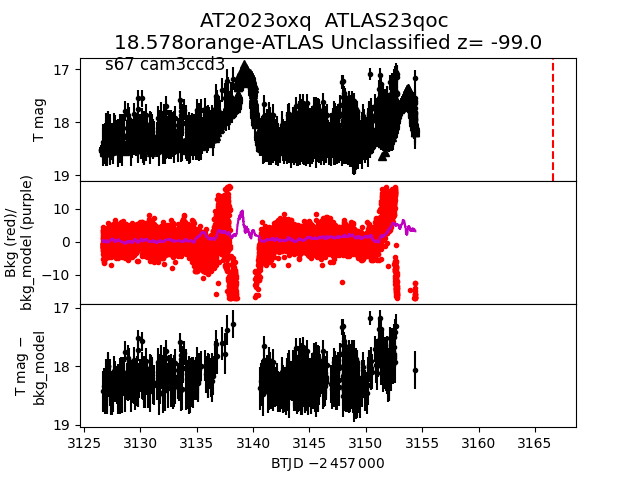 AT2023oxq ATLAS23qoc
18.578orange-ATLAS Unclassified z= -99.0
s67 cam3ccd3
17
18
19
T mag
10
0
−10
Bkg (red)/
bkg_model (purple)
17
18
19
T mag −
bkg_model
3125 3130 3135 3140 3145 3150 3155 3160 3165
BTJD −2 457 000